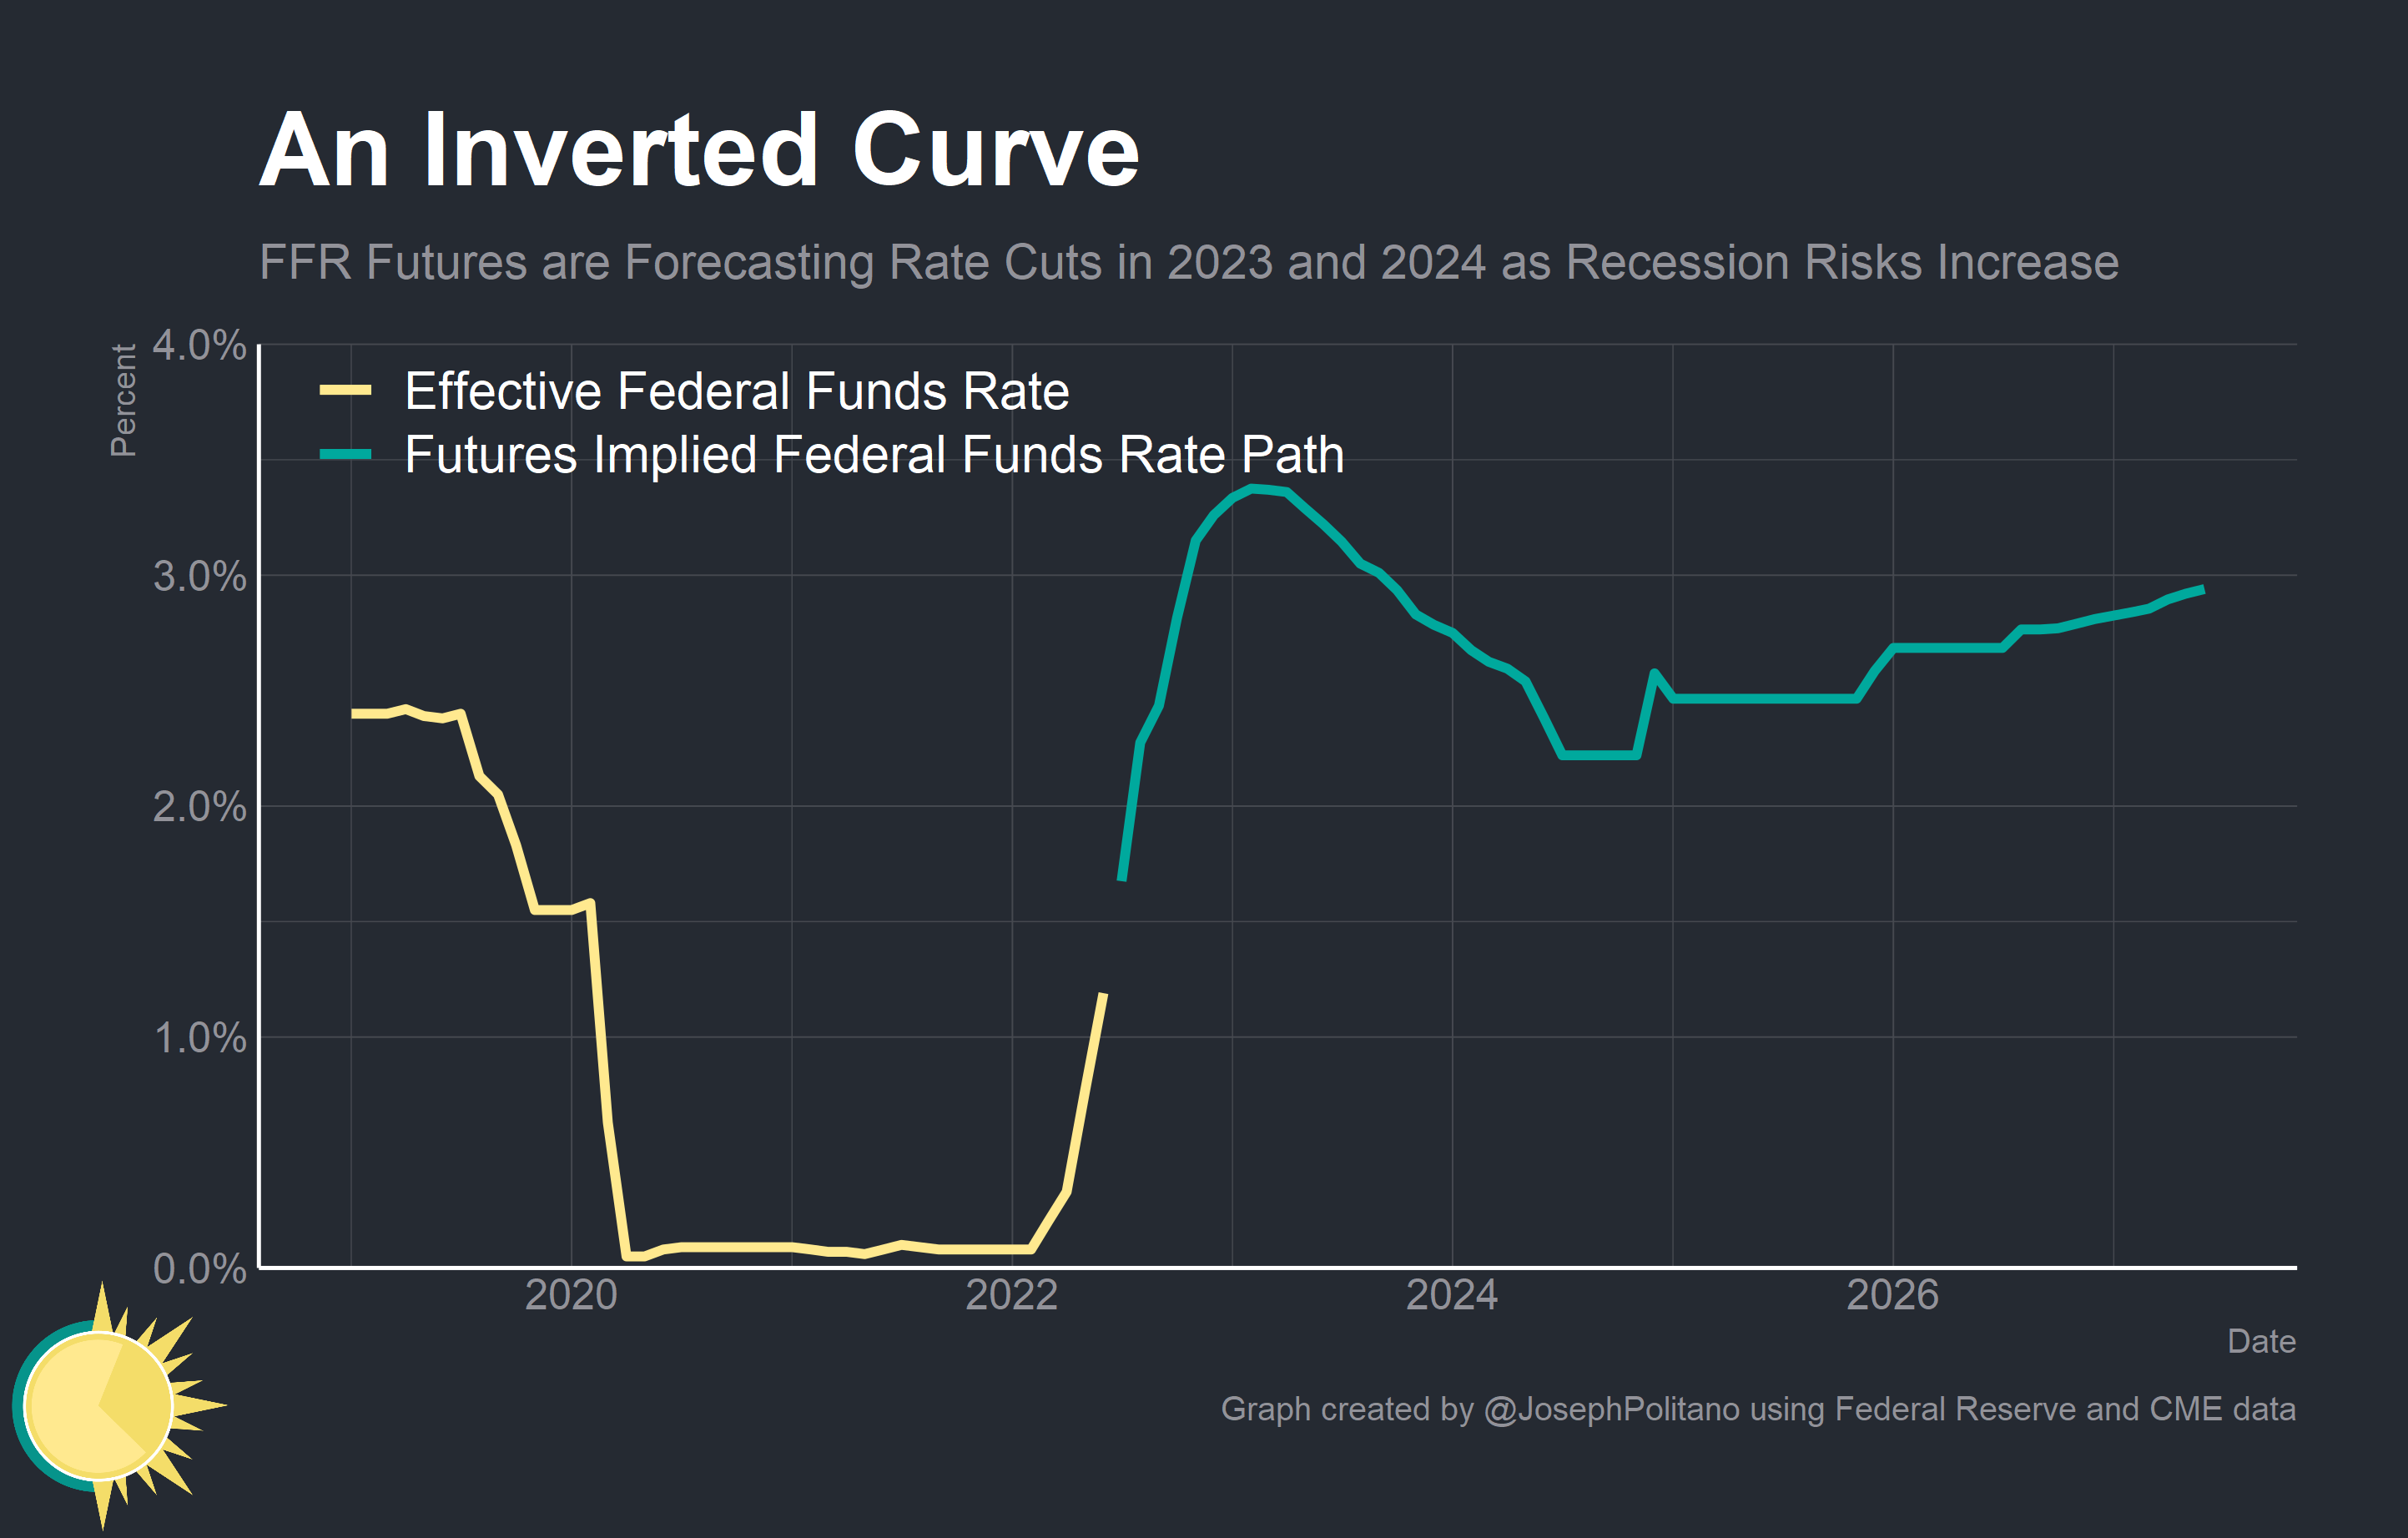 An Inverted Curve
FFR Futures are Forecasting Rate Cuts in 2023 and 2024 as Recession Risks Increase
Percent
4.0%
3.0%
2.0%
1.0%
0.0%
Effective Federal Funds Rate
Futures Implied Federal Funds Rate Path
2020
2022
2024
2026
Date
Graph created by @JosephPolitano using Federal Reserve and CME data